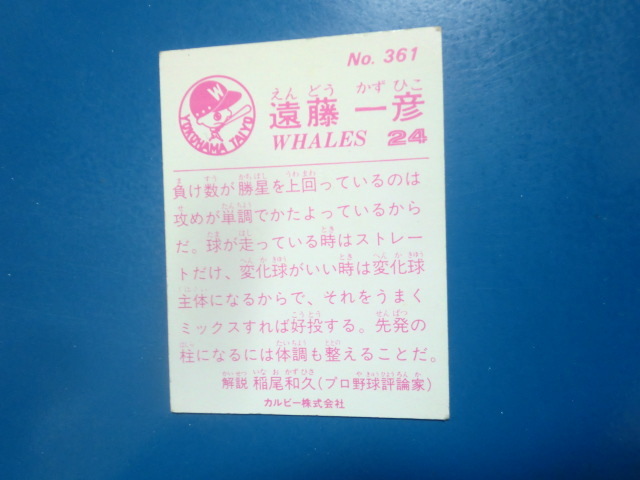 No. 361
W
YOKOHAMA TAIYO
えんどう かずひこ
遠藤 一彦
WHALES 24
負け数が勝星を上回っているのは
攻めが単調でかたよっているから
だ。球が走っている時はストレー
トだけ、変化球がいい時は変化球
主体になるからで、それをうまく
ミックスすれば好投する。先発の
柱になるには体調も整えることだ。
解説 稲尾和久(プロ野球評論家)
カルビー株式会社